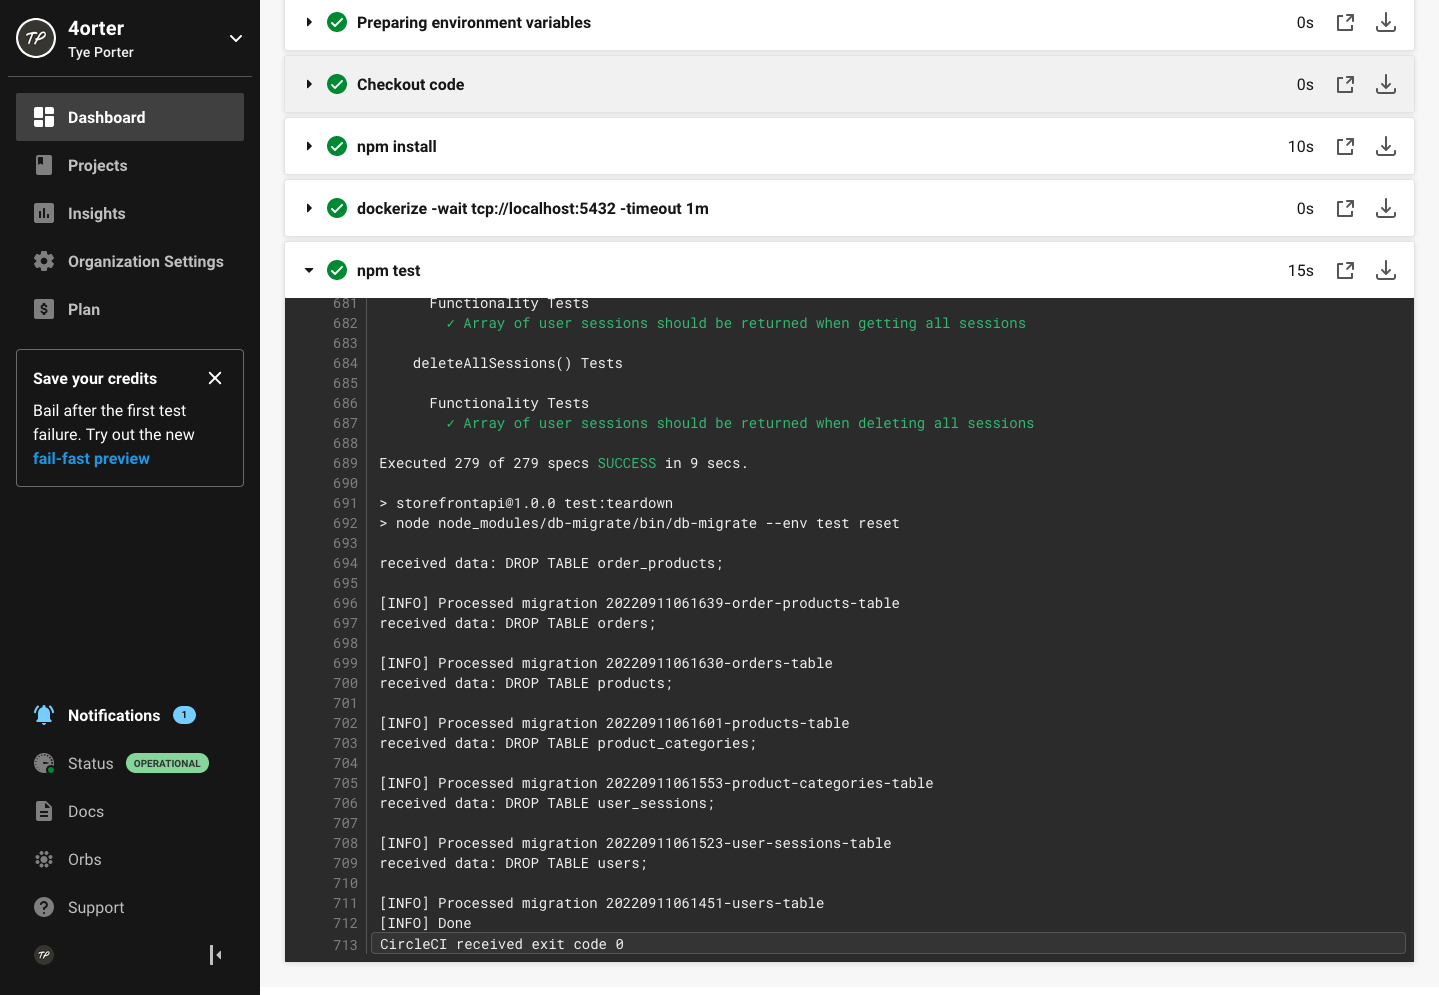 TP
4orter
Tye Porter
Dashboard
Projects
Insights
Organization Settings
Plan
Save your credits
Bail after the first test
failure. Try out the new
fail-fast preview
Notifications 1
Status OPERATIONAL
Docs
Orbs
Support
TP
Preparing environment variables 0s
Checkout code 0s
npm install 10s
dockerize -wait tcp://localhost:5432 -timeout 1m 0s
npm test 15s
681 Functionality Tests
682 ✓ Array of user sessions should be returned when getting all sessions
683
684 deleteAllSessions() Tests
685
686 Functionality Tests
687 ✓ Array of user sessions should be returned when deleting all sessions
688
689 Executed 279 of 279 specs SUCCESS in 9 secs.
690
691 > storefrontapi@1.0.0 test:teardown
692 > node node_modules/db-migrate/bin/db-migrate --env test reset
693
694 received data: DROP TABLE order_products;
695
696 [INFO] Processed migration 20220911061639-order-products-table
697 received data: DROP TABLE orders;
698
699 [INFO] Processed migration 20220911061630-orders-table
700 received data: DROP TABLE products;
701
702 [INFO] Processed migration 20220911061601-products-table
703 received data: DROP TABLE product_categories;
704
705 [INFO] Processed migration 20220911061553-product-categories-table
706 received data: DROP TABLE user_sessions;
707
708 [INFO] Processed migration 20220911061523-user-sessions-table
709 received data: DROP TABLE users;
710
711 [INFO] Processed migration 20220911061451-users-table
712 [INFO] Done
713 CircleCI received exit code 0